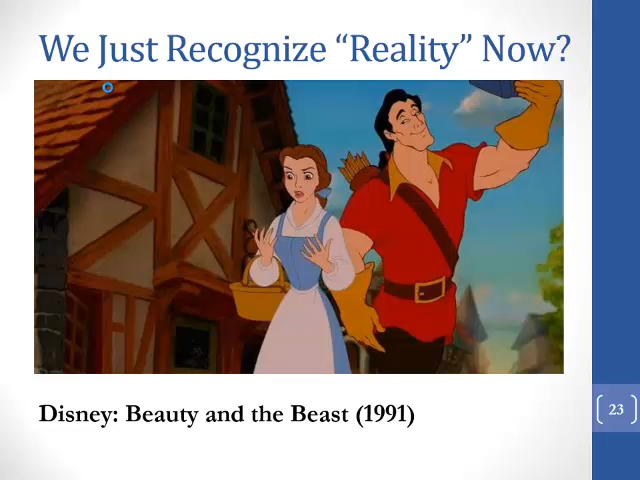 We Just Recognize “Reality” Now?
Disney: Beauty and the Beast (1991)
23